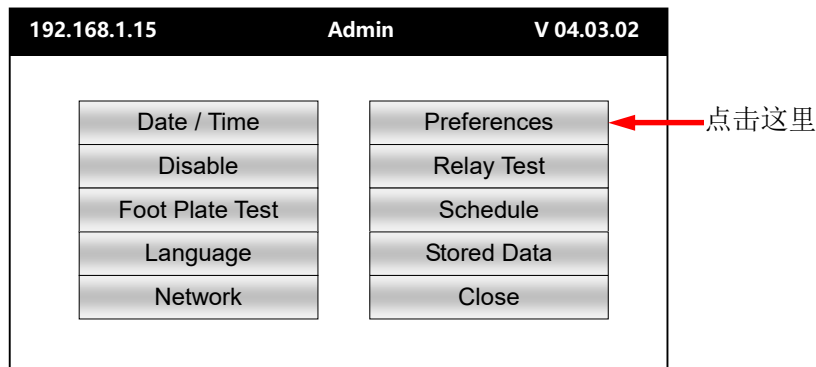 192.168.1.15 Admin V 04.03.02
Date / Time Preferences 点击这里
Disable Relay Test
Foot Plate Test Schedule
Language Stored Data
Network Close